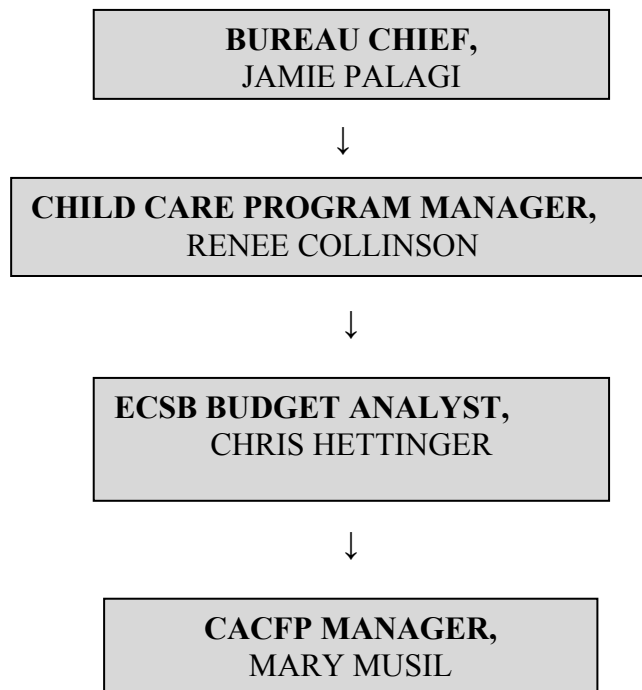 BUREAU CHIEF,
JAMIE PALAGI
↓
CHILD CARE PROGRAM MANAGER,
RENEE COLLINSON
↓
ECSB BUDGET ANALYST,
CHRIS HETTINGER
↓
CACFP MANAGER,
MARY MUSIL